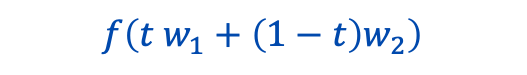 f(t w₁ + (1 − t)w₂)